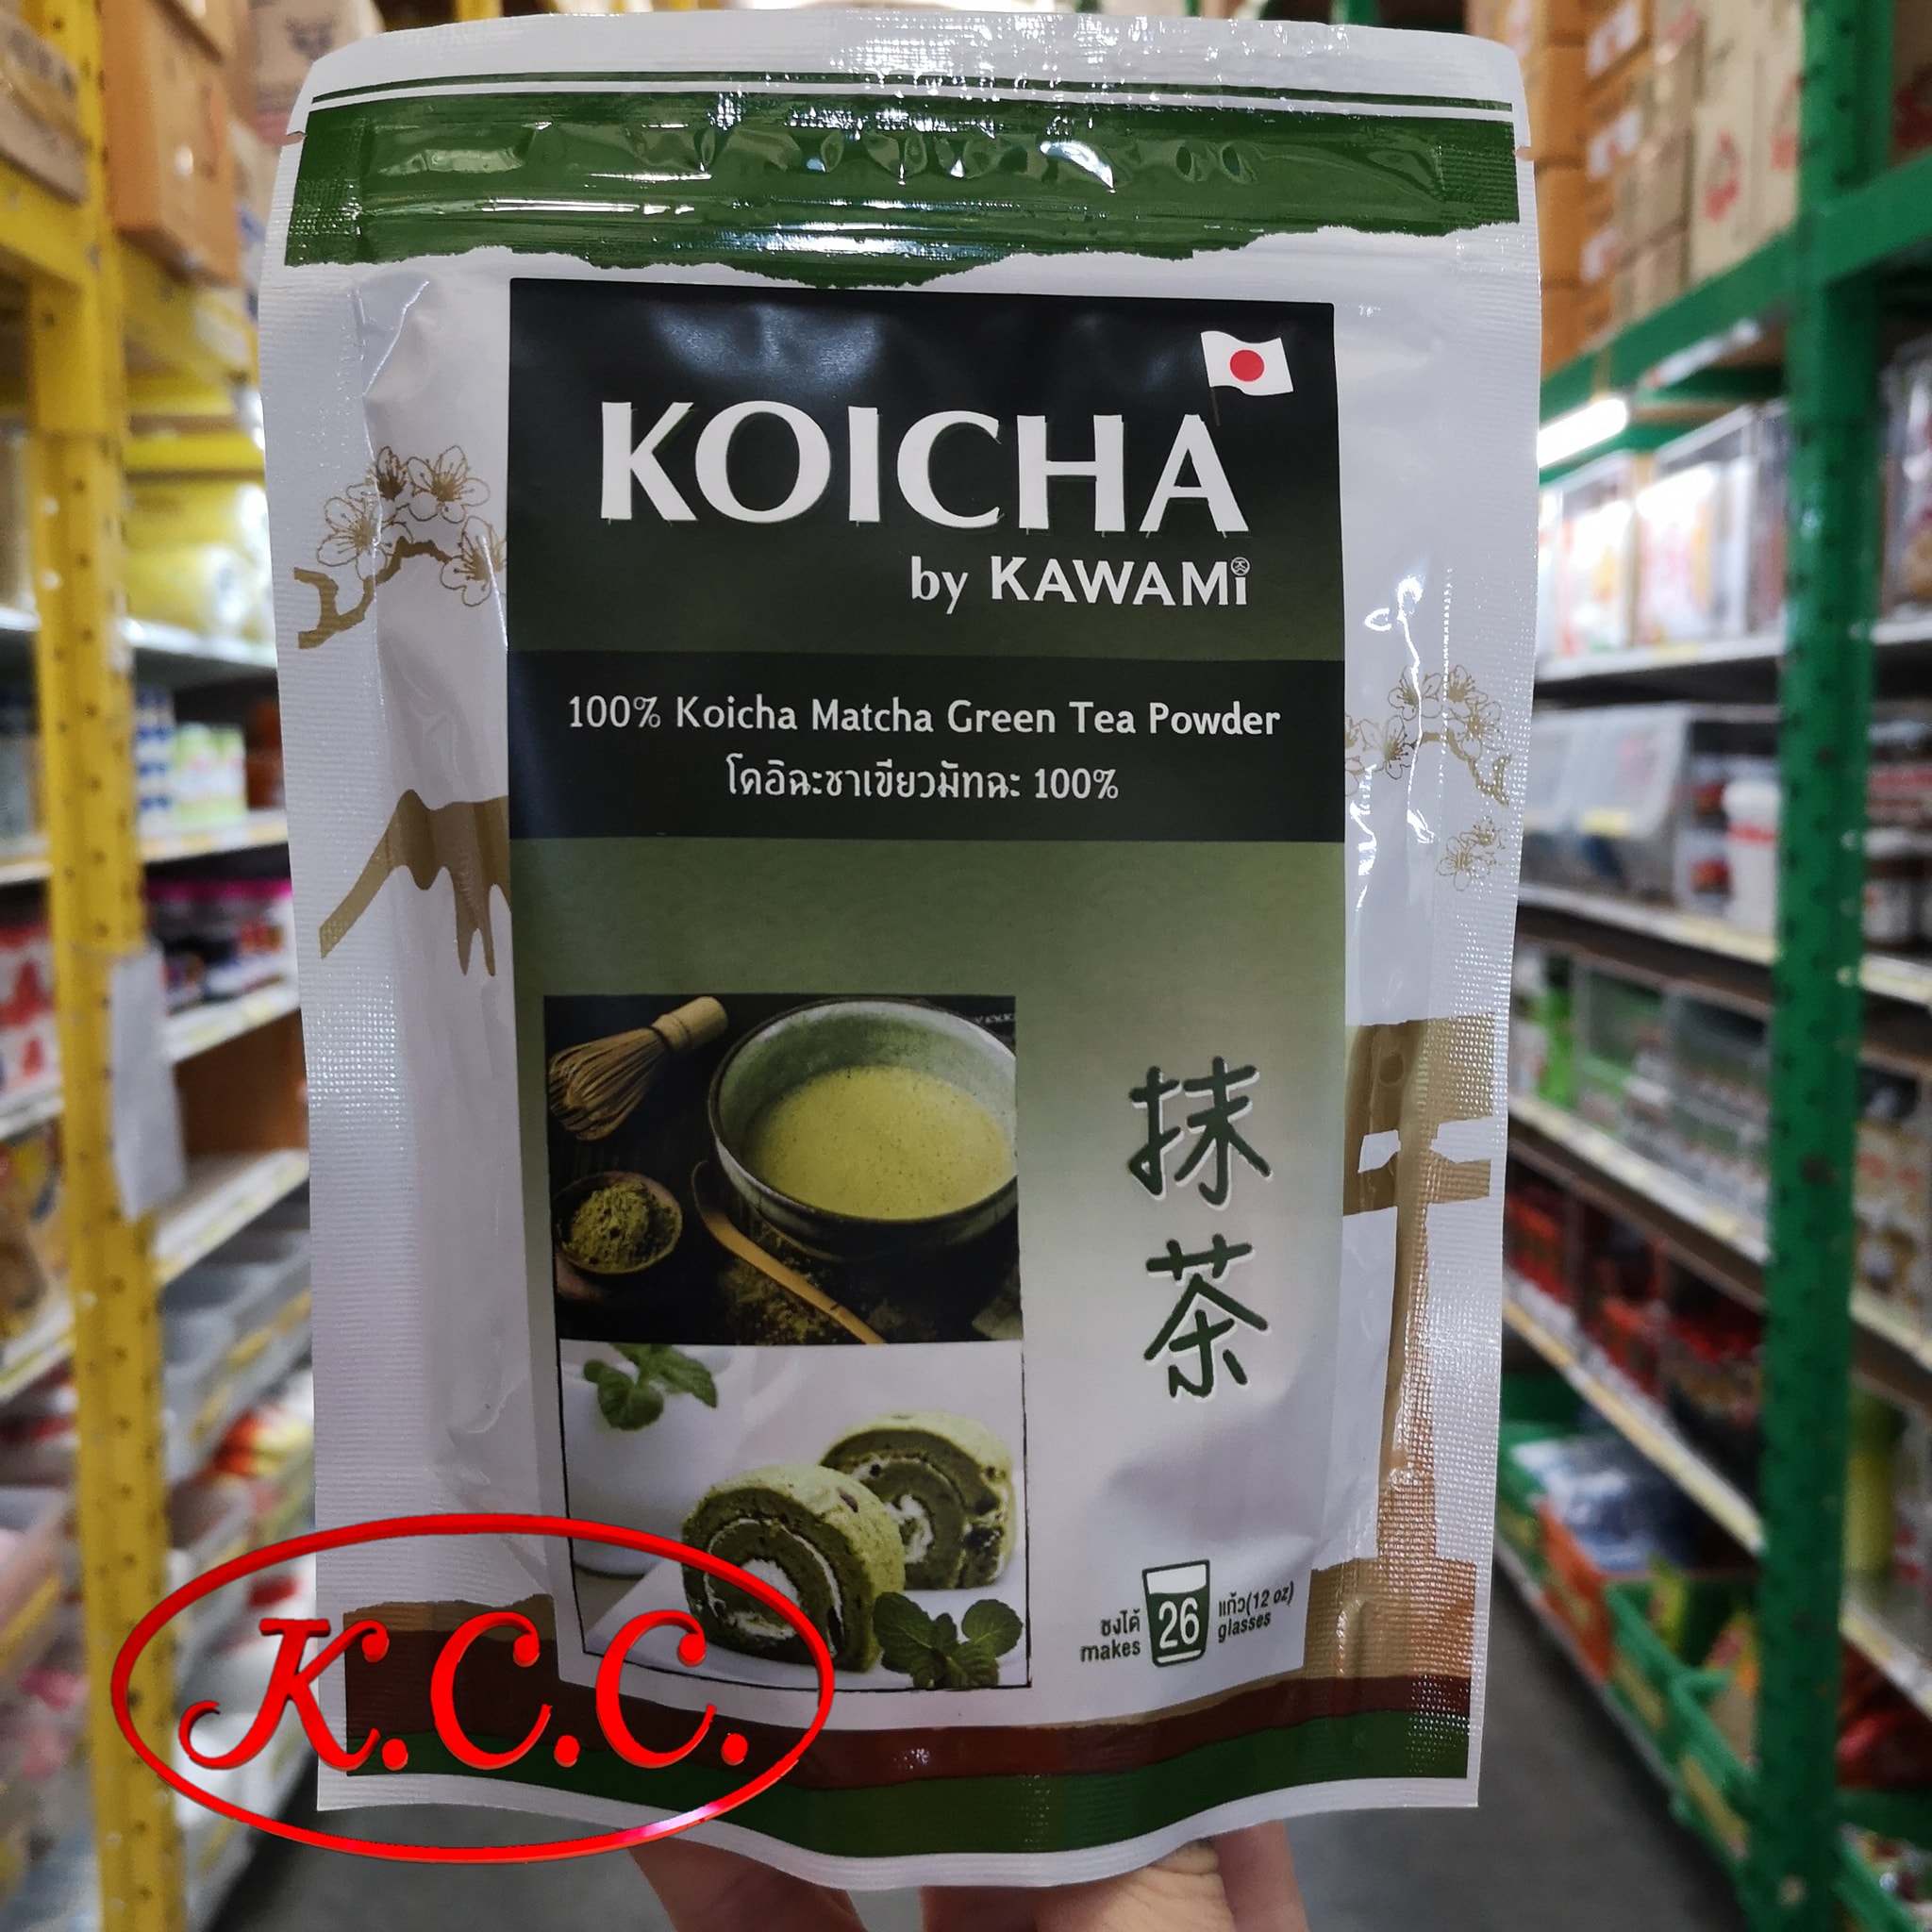 KOICHA
by KAWAMi
100% Koicha Matcha Green Tea Powder
โคอิฉะชาเขียวมัทฉะ 100%
抹
茶
ชงได้
makes
26
แก้ว(12 oz)
glasses
K.C.C.